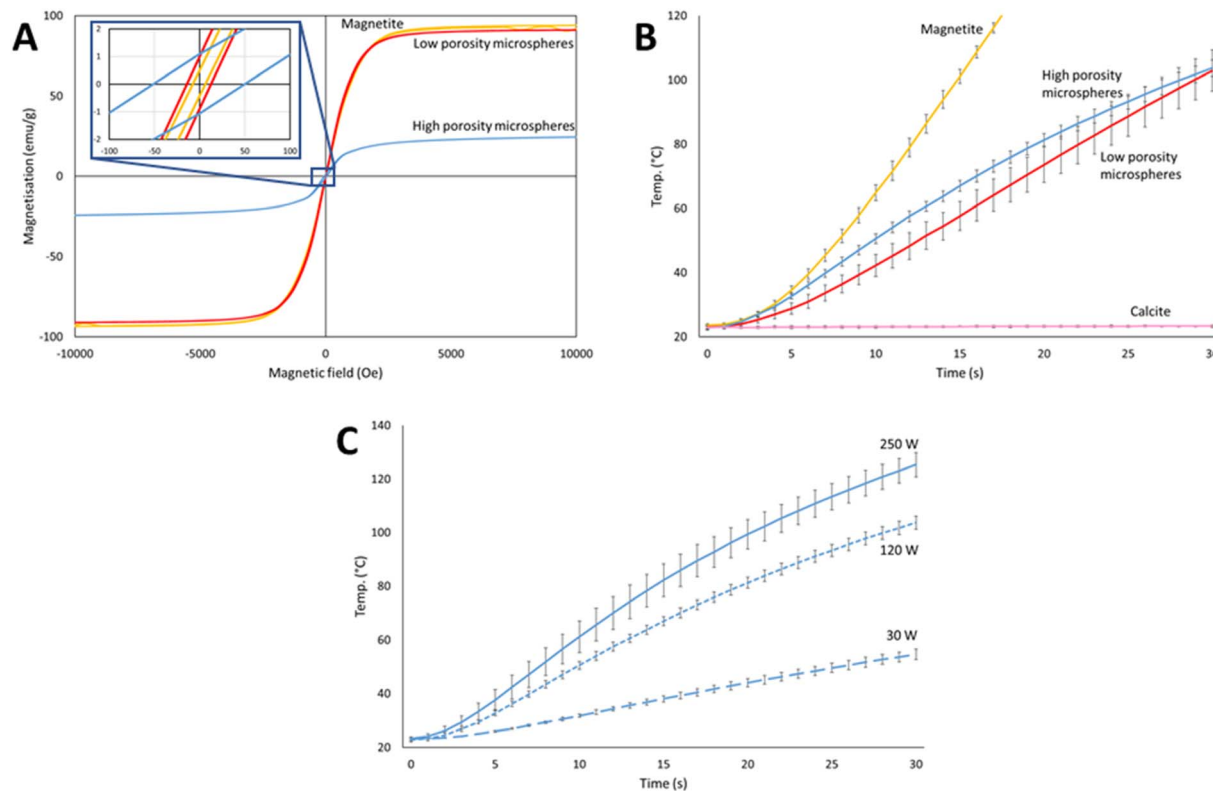 A
Magnetisation (emu/g)
100
50
0
-50
-100
-10000
-5000
0
5000
10000
Magnetic field (Oe)
2
1
0
-1
-2
-100
-50
0
50
100
Magnetite
Low porosity microspheres
High porosity microspheres
B
Temp. (°C)
120
100
80
60
40
20
0
5
10
15
20
25
30
Time (s)
Magnetite
High porosity
microspheres
Low porosity
microspheres
Calcite
C
Temp. (°C)
140
120
100
80
60
40
20
0
5
10
15
20
25
30
Time (s)
250 W
120 W
30 W